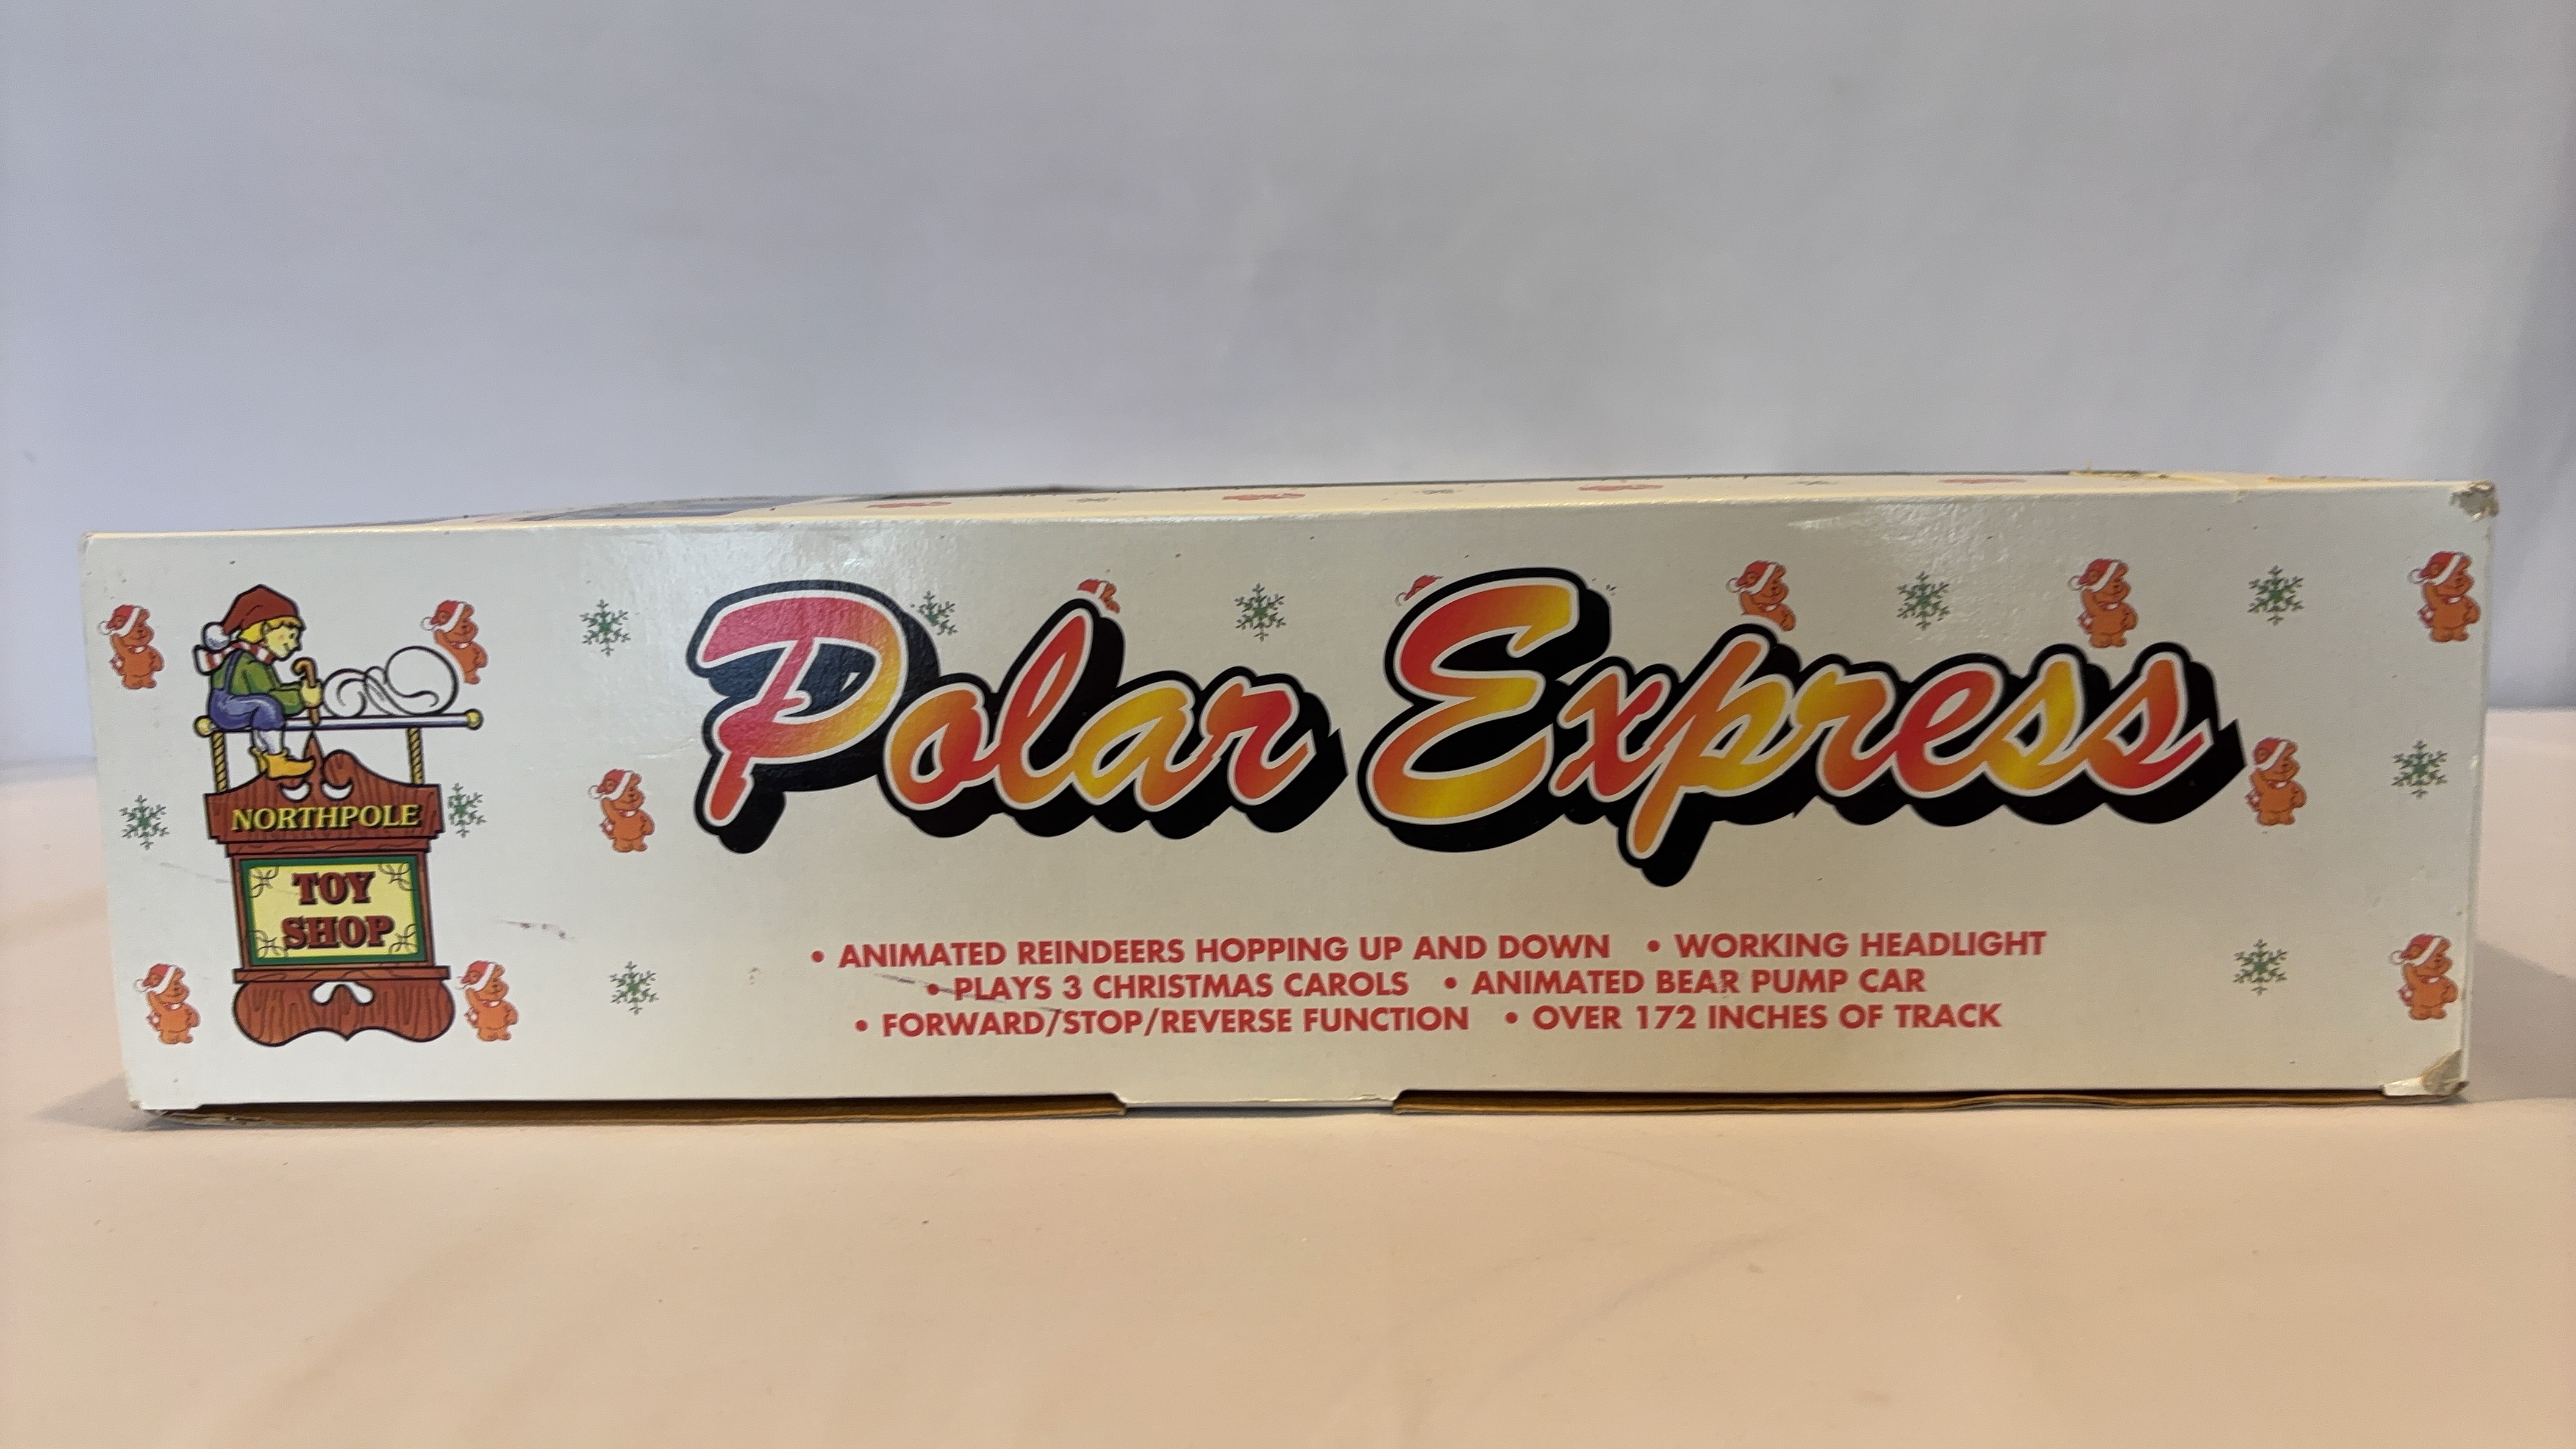 NORTHPOLE
TOY
SHOP
Polar Express
• ANIMATED REINDEERS HOPPING UP AND DOWN • WORKING HEADLIGHT
• PLAYS 3 CHRISTMAS CAROLS • ANIMATED BEAR PUMP CAR
• FORWARD/STOP/REVERSE FUNCTION • OVER 172 INCHES OF TRACK